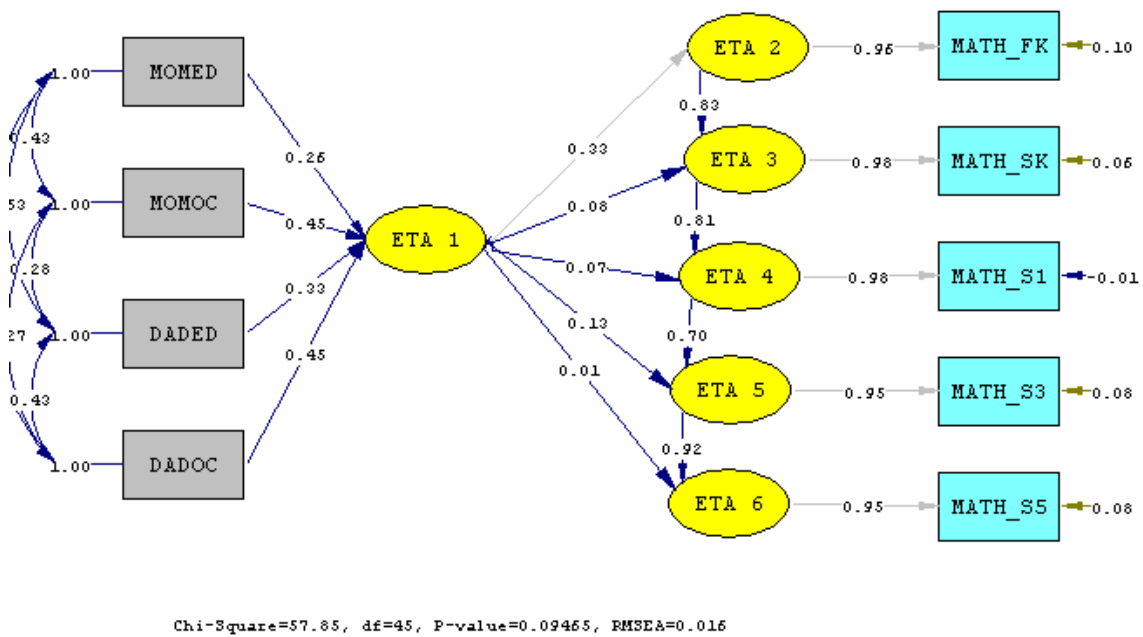 ETA 2 0.96 MATH_FK 0.10
1.00 MOMED
0.83
0.43
0.33
0.26 ETA 3 0.98 MATH_SK 0.06
53 1.00 MOMOC 0.08
0.45 0.81
ETA 1
0.28 0.07 ETA 4 0.98 MATH_S1 -0.01
0.33
0.13
27 1.00 DADED 0.70
0.45
0.01
ETA 5 0.95 MATH_S3 0.08
0.43
0.92
1.00 DADOC
ETA 6 0.95 MATH_S5 0.08
Chi-Square=57.85, df=45, P-value=0.09465, RMSEA=0.016